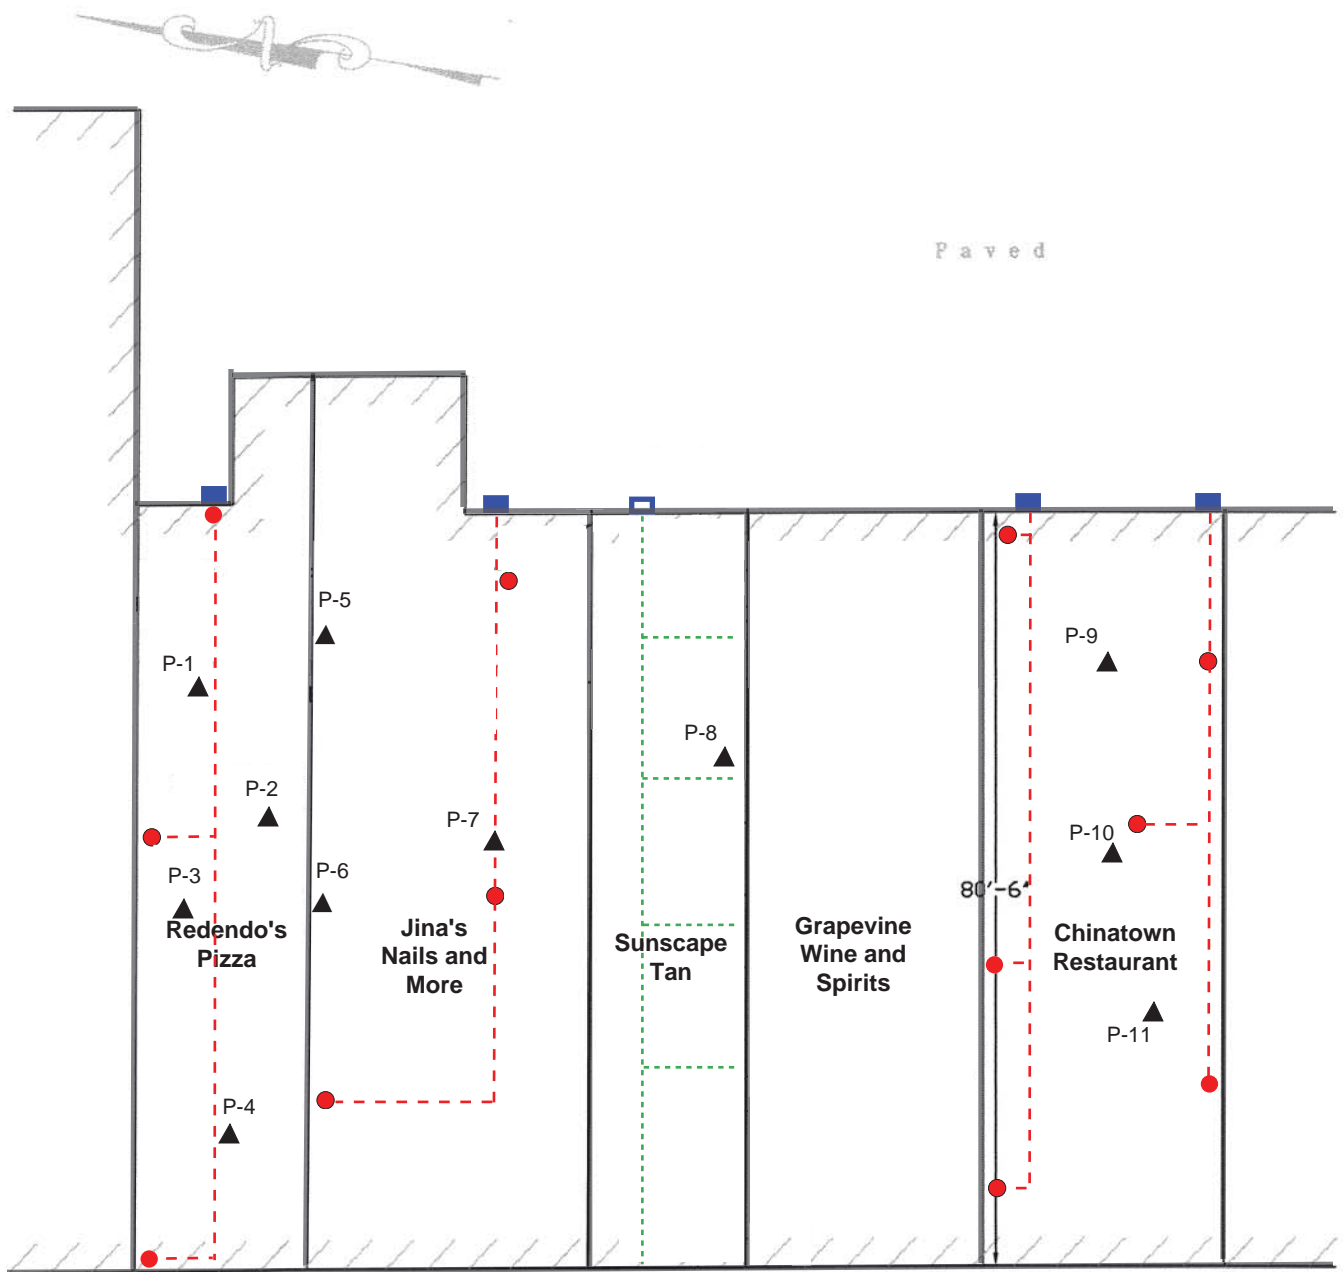 P a v e d
P-5
P-1
P-8
P-9
P-2
P-7
P-10
P-3
P-6
80'-6"
Redendo's
Pizza
Jina's
Nails and
More
Sunscape
Tan
Grapevine
Wine and
Spirits
Chinatown
Restaurant
P-11
P-4